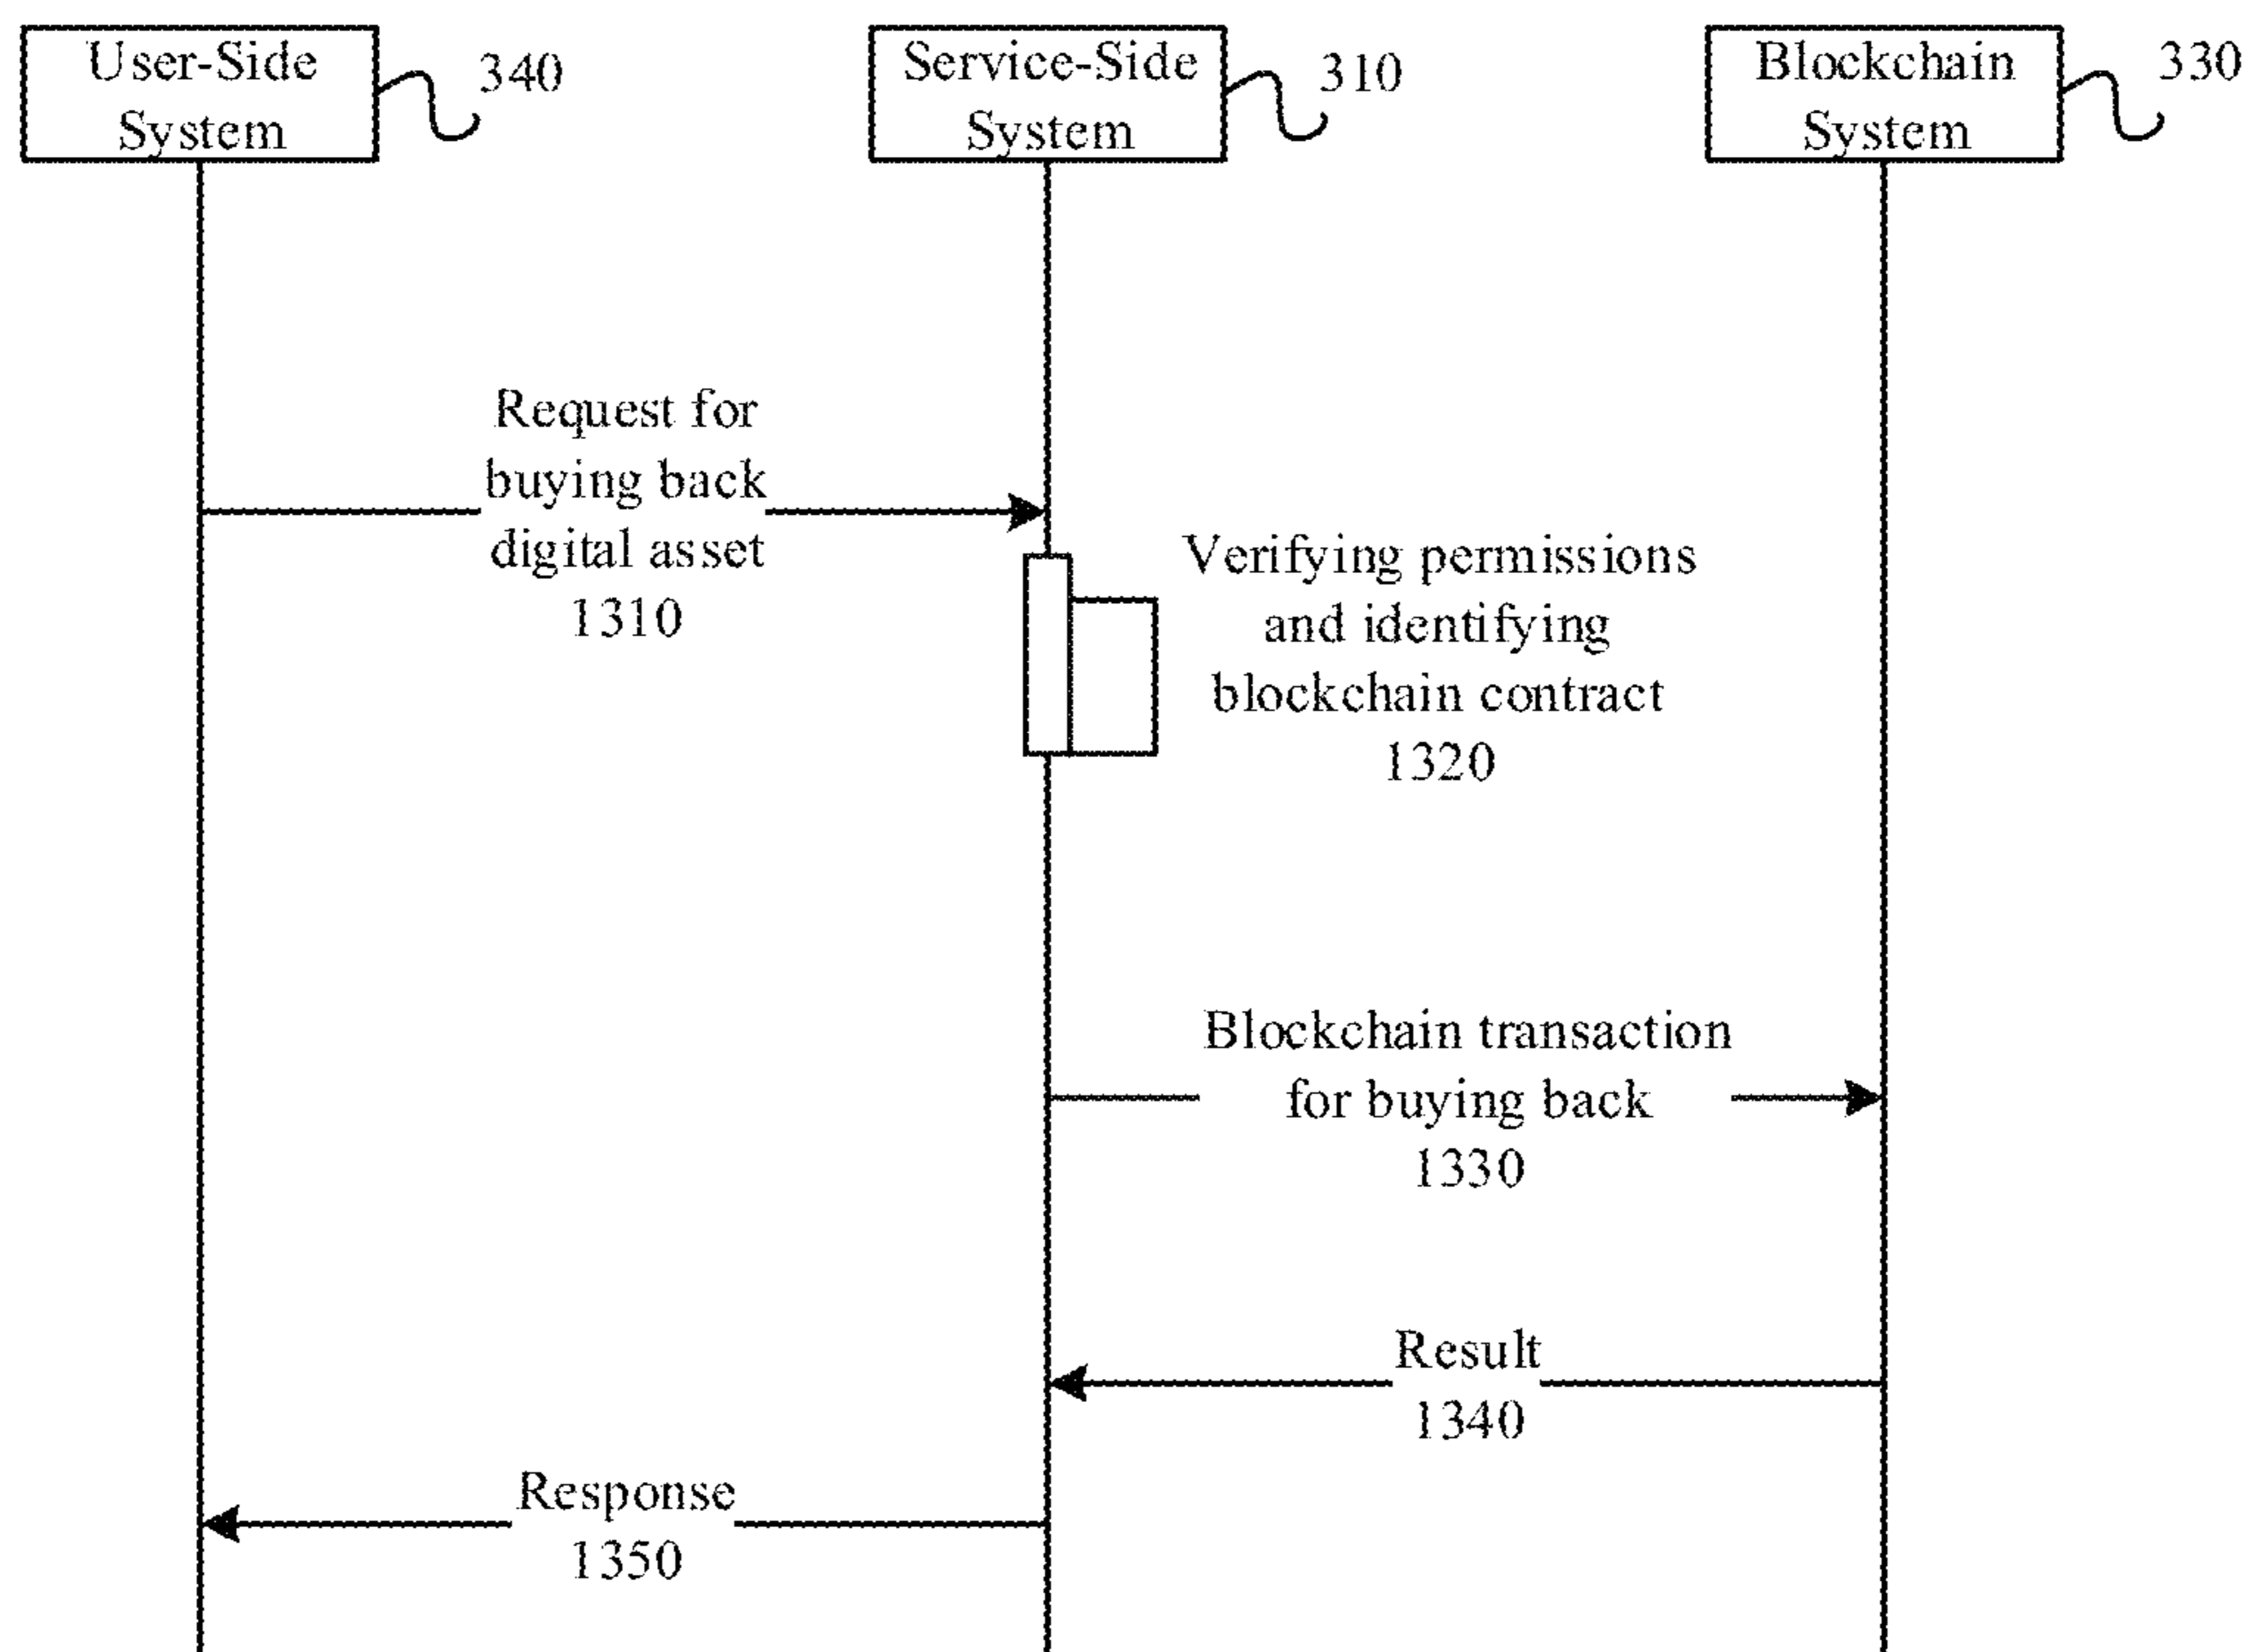 User-Side
System
340
Service-Side
System
310
Blockchain
System
330
Request for
buying back
digital asset
1310
Verifying permissions
and identifying
blockchain contract
1320
Blockchain transaction
for buying back
1330
Result
1340
Response
1350